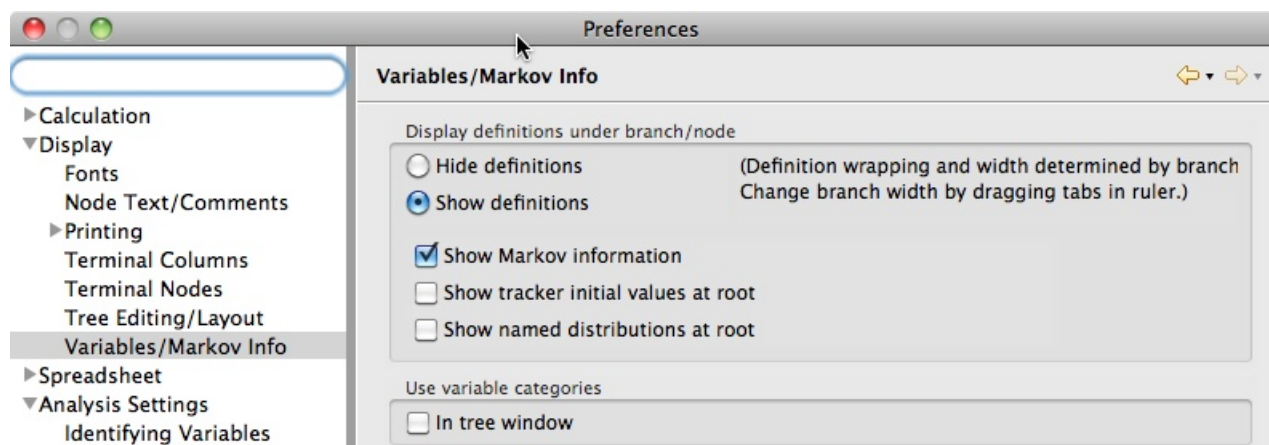 Preferences
Variables/Markov Info
Calculation
Display
Fonts
Node Text/Comments
Printing
Terminal Columns
Terminal Nodes
Tree Editing/Layout
Variables/Markov Info
Spreadsheet
Analysis Settings
Identifying Variables
Display definitions under branch/node
Hide definitions
(Definition wrapping and width determined by branch
Show definitions
Change branch width by dragging tabs in ruler.)
Show Markov information
Show tracker initial values at root
Show named distributions at root
Use variable categories
In tree window